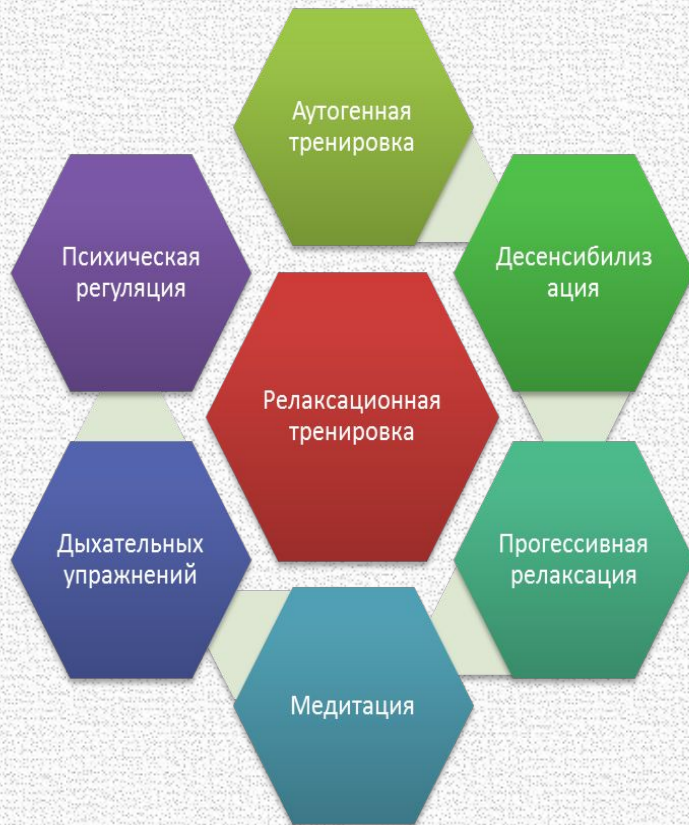 Аутогенная
тренировка
Психическая
регуляция
Десенсибилиз
ация
Релаксационная
тренировка
Дыхательных
упражнений
Прогессивная
релаксация
Медитация